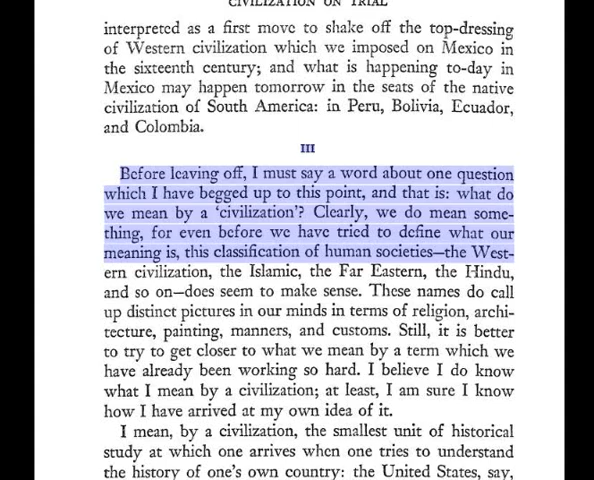 CIVILIZATION ON TRIAL
interpreted as a first move to shake off the top-dressing
of Western civilization which we imposed on Mexico in
the sixteenth century; and what is happening to-day in
Mexico may happen tomorrow in the seats of the native
civilization of South America: in Peru, Bolivia, Ecuador,
and Colombia.
III
Before leaving off, I must say a word about one question
which I have begged up to this point, and that is: what do
we mean by a ‘civilization’? Clearly, we do mean some-
thing, for even before we have tried to define what our
meaning is, this classification of human societies—the West-
ern civilization, the Islamic, the Far Eastern, the Hindu,
and so on—does seem to make sense. These names do call
up distinct pictures in our minds in terms of religion, archi-
tecture, painting, manners, and customs. Still, it is better
to try to get closer to what we mean by a term which we
have already been working so hard. I believe I do know
what I mean by a civilization; at least, I am sure I know
how I have arrived at my own idea of it.
I mean, by a civilization, the smallest unit of historical
study at which one arrives when one tries to understand
the history of one’s own country: the United States, say,